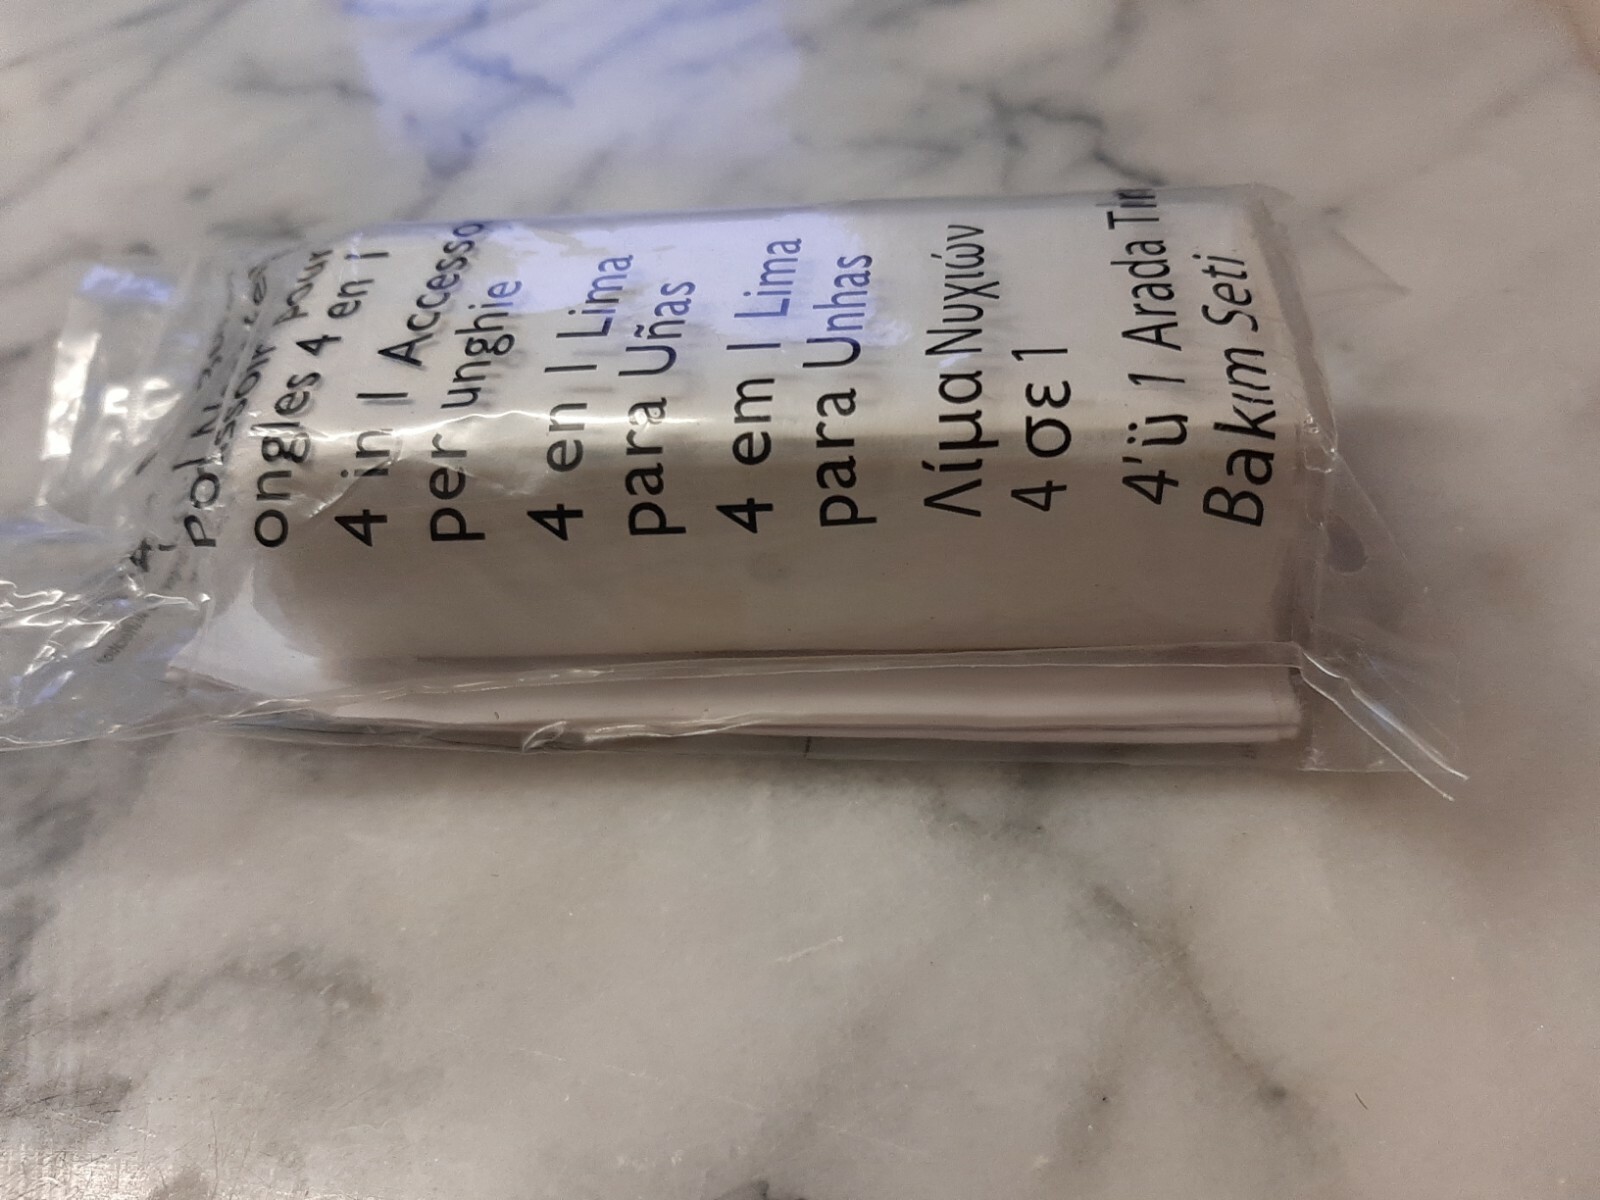 ongles 4 en 1
4 in 1 Accesso
per unghie
4 en 1 Lima
para Uñas
4 em 1 Lima
para Unhas
Λίμα Νυχιών
4 σε 1
4'ü 1 Arada
Bakım Seti